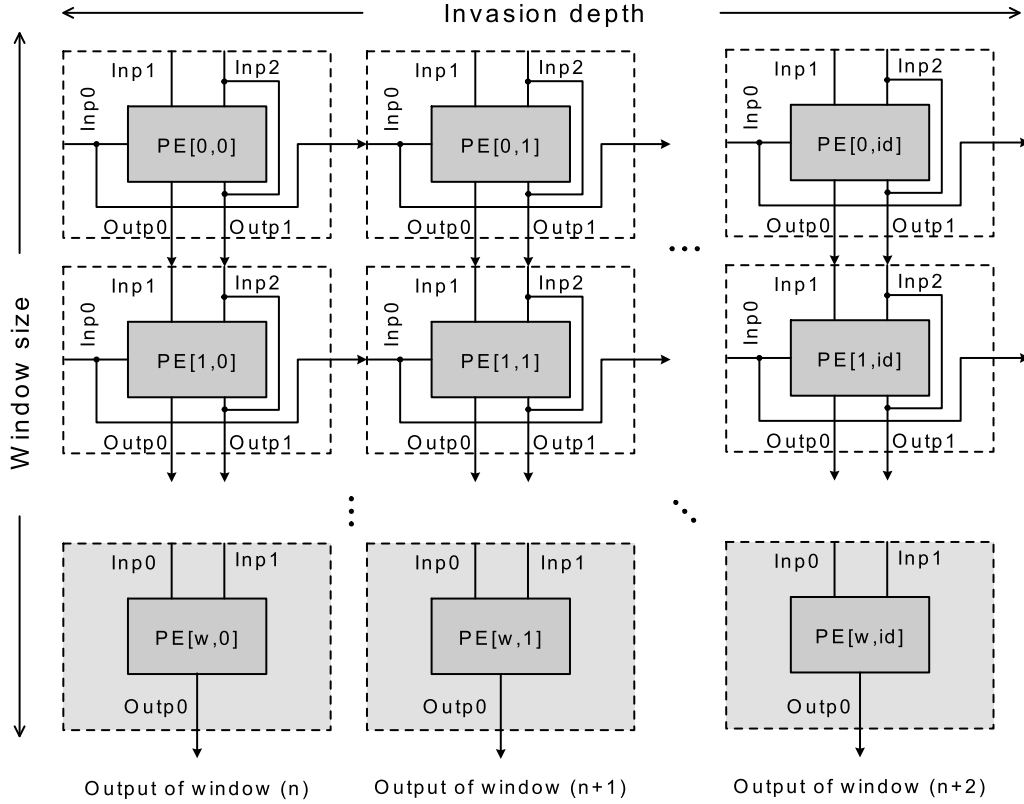 Invasion depth
Window size
Inp1 Inp2 Inp1 Inp2 Inp1 Inp2
Inp0 Inp0 Inp0
PE[0,0] PE[0,1] PE[0,id]
Outp0 Outp1 Outp0 Outp1 Outp0 Outp1
...
Inp1 Inp2 Inp1 Inp2 Inp1 Inp2
Inp0 Inp0 Inp0
PE[1,0] PE[1,1] PE[1,id]
Outp0 Outp1 Outp0 Outp1 Outp0 Outp1
Inp0 Inp1 Inp0 Inp1 Inp0 Inp1
PE[w,0] PE[w,1] PE[w,id]
Outp0 Outp0 Outp0
Output of window (n) Output of window (n+1) Output of window (n+2)